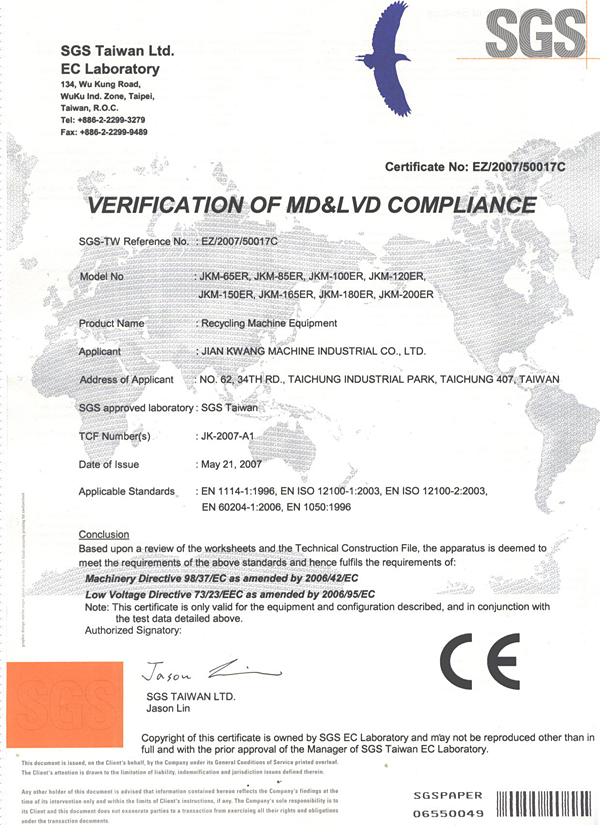 SGS
SGS Taiwan Ltd.
EC Laboratory
134, Wu Kung Road,
WuKu Ind. Zone, Taipei,
Taiwan, R.O.C.
Tel: +886-2-2299-3279
Fax: +886-2-2299-9489
Certificate No: EZ/2007/50017C
VERIFICATION OF MD&LVD COMPLIANCE
SGS-TW Reference No. : EZ/2007/50017C
Model No : JKM-65ER, JKM-85ER, JKM-100ER, JKM-120ER,
JKM-150ER, JKM-165ER, JKM-180ER, JKM-200ER
Product Name : Recycling Machine Equipment
Applicant : JIAN KWANG MACHINE INDUSTRIAL CO., LTD.
Address of Applicant : NO. 62, 34TH RD., TAICHUNG INDUSTRIAL PARK, TAICHUNG 407, TAIWAN
SGS approved laboratory : SGS Taiwan
TCF Number(s) : JK-2007-A1
Date of Issue : May 21, 2007
Applicable Standards : EN 1114-1:1996, EN ISO 12100-1:2003, EN ISO 12100-2:2003,
EN 60204-1:2006, EN 1050:1996
Conclusion
Based upon a review of the worksheets and the Technical Construction File, the apparatus is deemed to
meet the requirements of the above standards and hence fulfils the requirements of:
Machinery Directive 98/37/EC as amended by 2006/42/EC
Low Voltage Directive 73/23/EEC as amended by 2006/95/EC
Note: This certificate is only valid for the equipment and configuration described, and in conjunction with
the test data detailed above.
Authorized Signatory:
Jason Lin
CE
SGS
SGS TAIWAN LTD.
Jason Lin
Copyright of this certificate is owned by SGS EC Laboratory and may not be reproduced other than in
full and with the prior approval of the Manager of SGS Taiwan EC Laboratory.
This document is issued, on the Client's behalf, by the Company under its General Conditions of Service printed overleaf.
The Client's attention is drawn to the limitation of liability, indemnification and jurisdiction issues defined therein.
Any other holder of this document is advised that information contained hereon reflects the Company's findings at the
time of its intervention only and within the limits of Client's instructions, if any. The Company's sole responsibility is to
its Client and this document does not exonerate parties to a transaction from exercising all their rights and obligations
under the transaction documents.
SGSPAPER
06550049